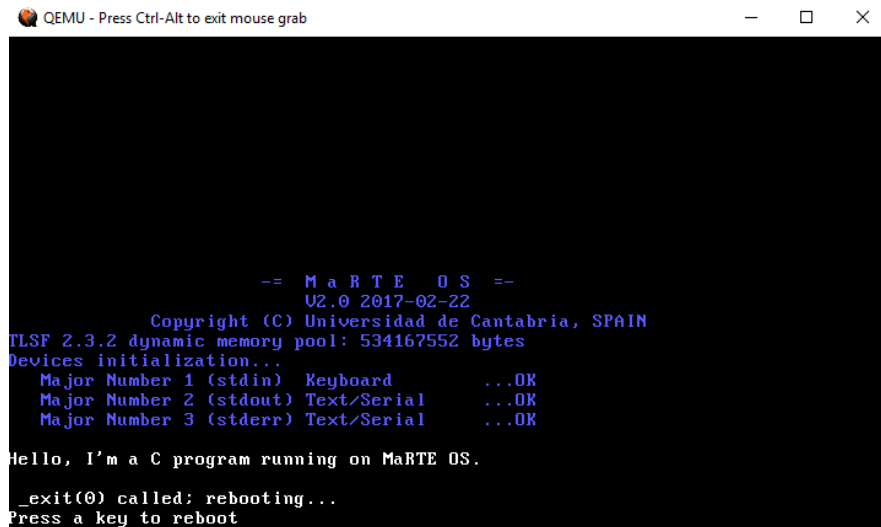 QEMU - Press Ctrl-Alt to exit mouse grab
-= M a R T E   O S =-
V2.0 2017-02-22
Copyright (C) Universidad de Cantabria, SPAIN
TLSF 2.3.2 dynamic memory pool: 534167552 bytes
Devices initialization...
Major Number 1 (stdin)  Keyboard        ...OK
Major Number 2 (stdout) Text/Serial     ...OK
Major Number 3 (stderr) Text/Serial     ...OK
Hello, I'm a C program running on MaRTE OS.
_exit(0) called; rebooting...
Press a key to reboot